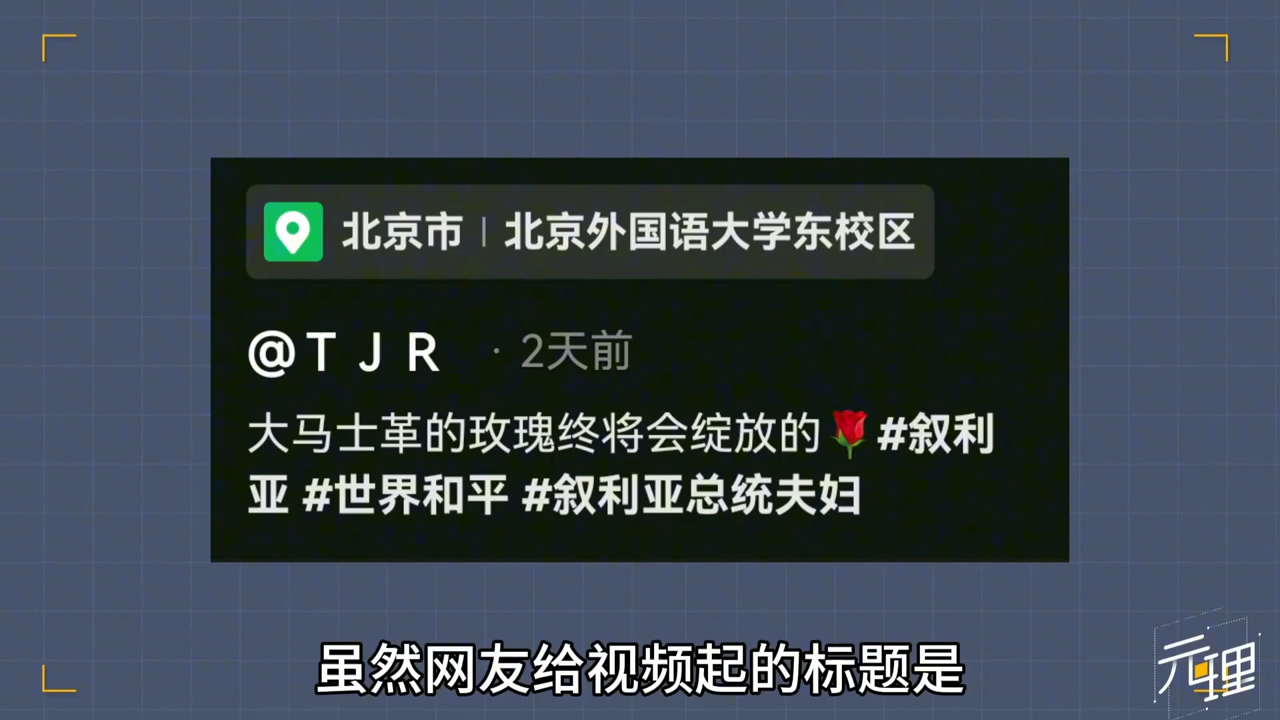 北京市 | 北京外国语大学东校区
@T J R · 2天前
大马士革的玫瑰终将会绽放的🌹#叙利
亚 #世界和平 #叙利亚总统夫妇
虽然网友给视频起的标题是
元理